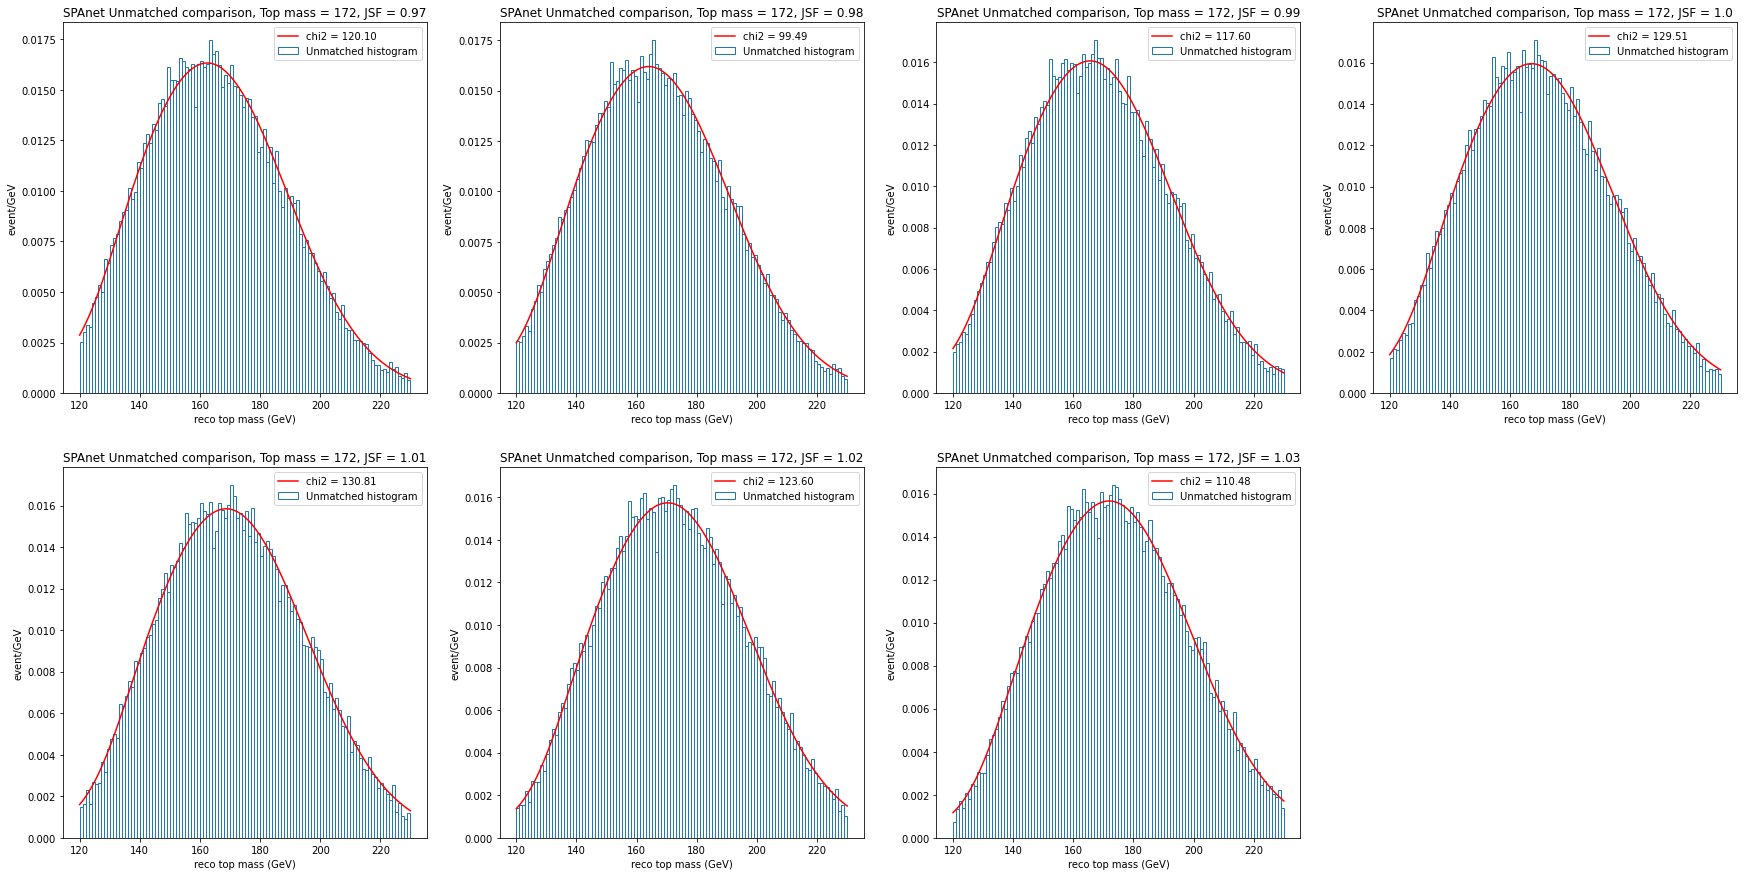 SPAnet Unmatched comparison, Top mass = 172, JSF = 0.97
chi2 = 120.10
Unmatched histogram
0.0175
0.0150
0.0125
0.0100
0.0075
0.0050
0.0025
0.0000
event/GeV
120 140 160 180 200 220
reco top mass (GeV)
SPAnet Unmatched comparison, Top mass = 172, JSF = 0.98
chi2 = 99.49
Unmatched histogram
0.0175
0.0150
0.0125
0.0100
0.0075
0.0050
0.0025
0.0000
event/GeV
120 140 160 180 200 220
reco top mass (GeV)
SPAnet Unmatched comparison, Top mass = 172, JSF = 0.99
chi2 = 117.60
Unmatched histogram
0.016
0.014
0.012
0.010
0.008
0.006
0.004
0.002
0.000
event/GeV
120 140 160 180 200 220
reco top mass (GeV)
SPAnet Unmatched comparison, Top mass = 172, JSF = 1.0
chi2 = 129.51
Unmatched histogram
0.016
0.014
0.012
0.010
0.008
0.006
0.004
0.002
0.000
event/GeV
120 140 160 180 200 220
reco top mass (GeV)
SPAnet Unmatched comparison, Top mass = 172, JSF = 1.01
chi2 = 130.81
Unmatched histogram
0.016
0.014
0.012
0.010
0.008
0.006
0.004
0.002
0.000
event/GeV
120 140 160 180 200 220
reco top mass (GeV)
SPAnet Unmatched comparison, Top mass = 172, JSF = 1.02
chi2 = 123.60
Unmatched histogram
0.016
0.014
0.012
0.010
0.008
0.006
0.004
0.002
0.000
event/GeV
120 140 160 180 200 220
reco top mass (GeV)
SPAnet Unmatched comparison, Top mass = 172, JSF = 1.03
chi2 = 110.48
Unmatched histogram
0.016
0.014
0.012
0.010
0.008
0.006
0.004
0.002
0.000
event/GeV
120 140 160 180 200 220
reco top mass (GeV)